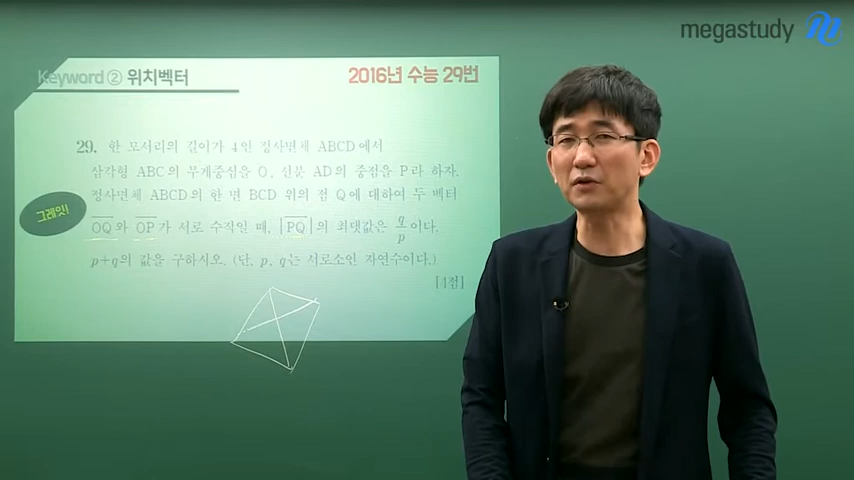 megastudy
Keyword② 위치벡터
2016년 수능 29번
29. 한 모서리의 길이가 4인 정사면체 ABCD에서
삼각형 ABC의 무게중심을 O, 선분 AD의 중점을 P라 하자.
정사면체 ABCD의 한 면 BCD 위의 점 Q에 대하여 두 벡터
그레잇!
OQ와 OP가 서로 수직일 때, |PQ|의 최댓값은 q/p이다.
p+q의 값을 구하시오. (단, p, q는 서로소인 자연수이다.)
[4점]